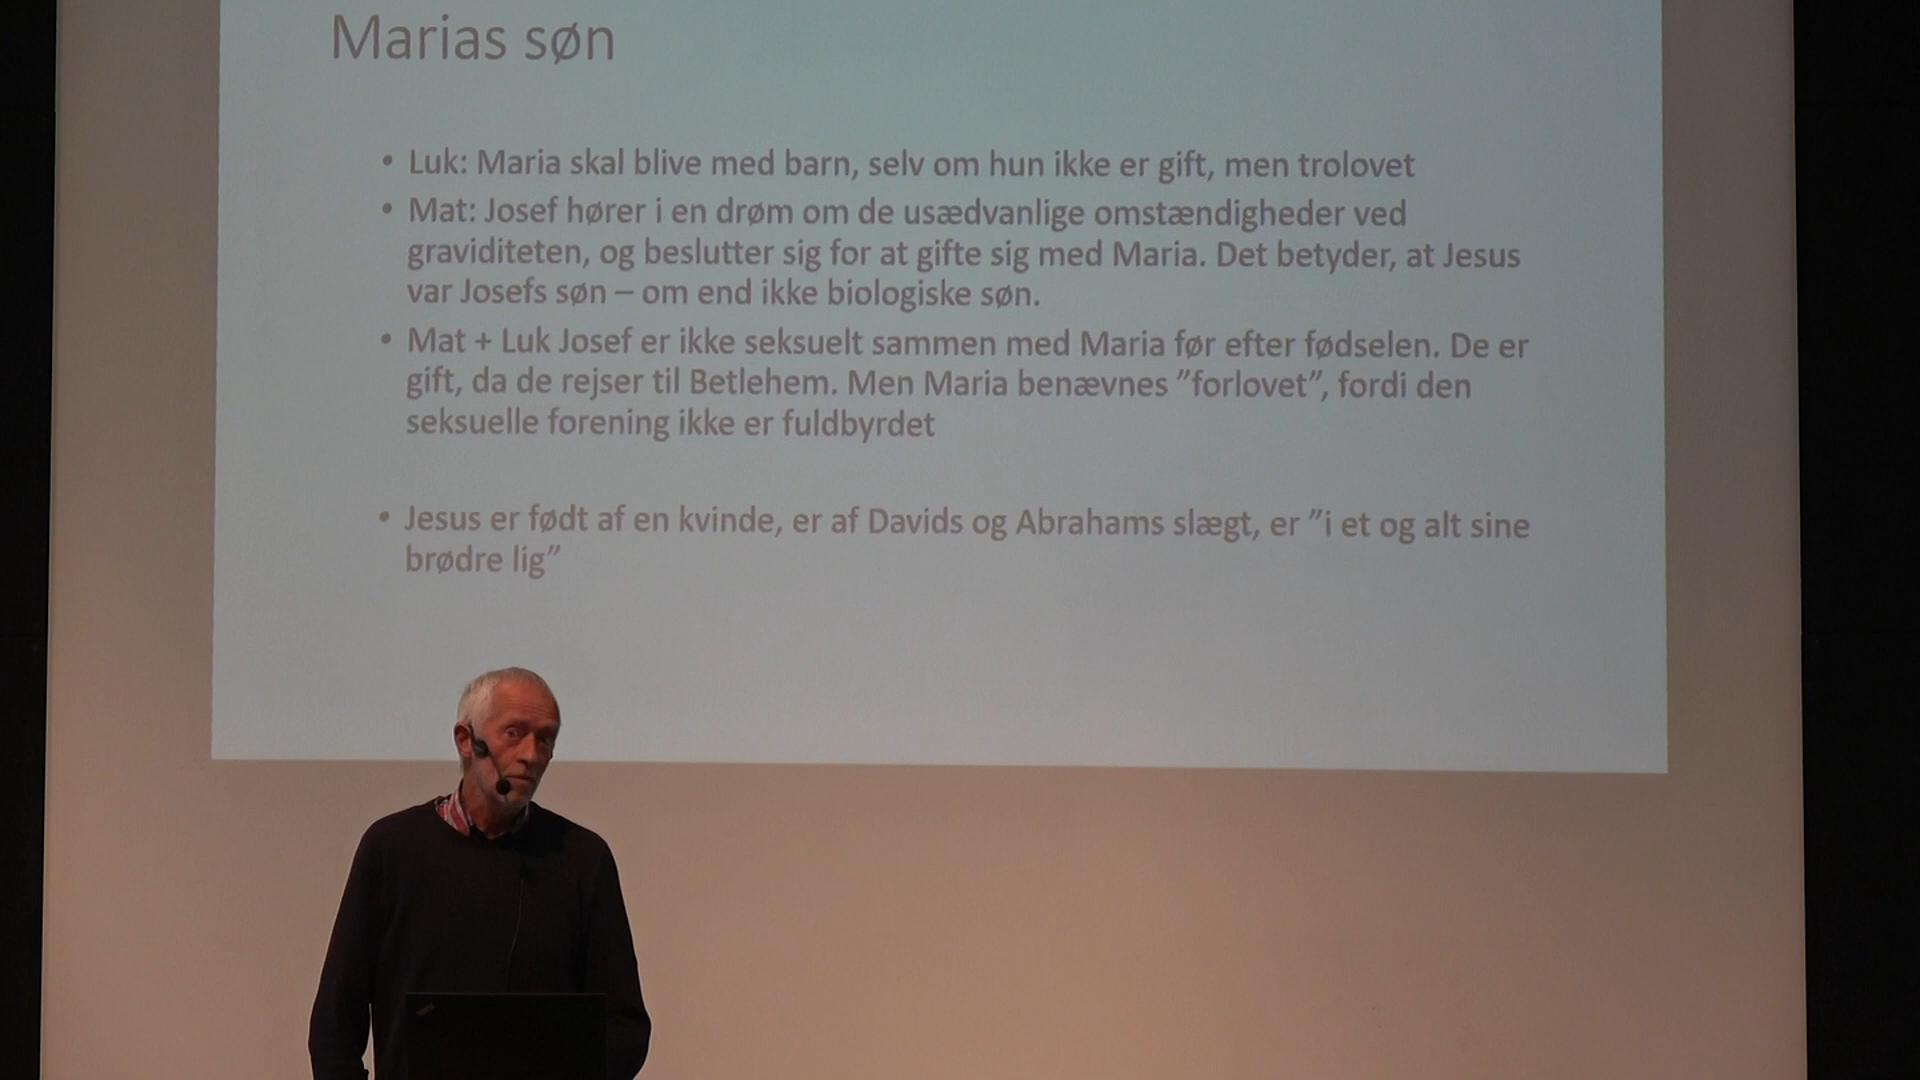 Marias søn
• Luk: Maria skal blive med barn, selv om hun ikke er gift, men trolovet
• Mat: Josef hører i en drøm om de usædvanlige omstændigheder ved
graviditeten, og beslutter sig for at gifte sig med Maria. Det betyder, at Jesus
var Josefs søn – om end ikke biologiske søn.
• Mat + Luk Josef er ikke seksuelt sammen med Maria før efter fødselen. De er
gift, da de rejser til Betlehem. Men Maria benævnes ”forlovet”, fordi den
seksuelle forening ikke er fuldbyrdet
• Jesus er født af en kvinde, er af Davids og Abrahams slægt, er ”i et og alt sine
brødre lig”